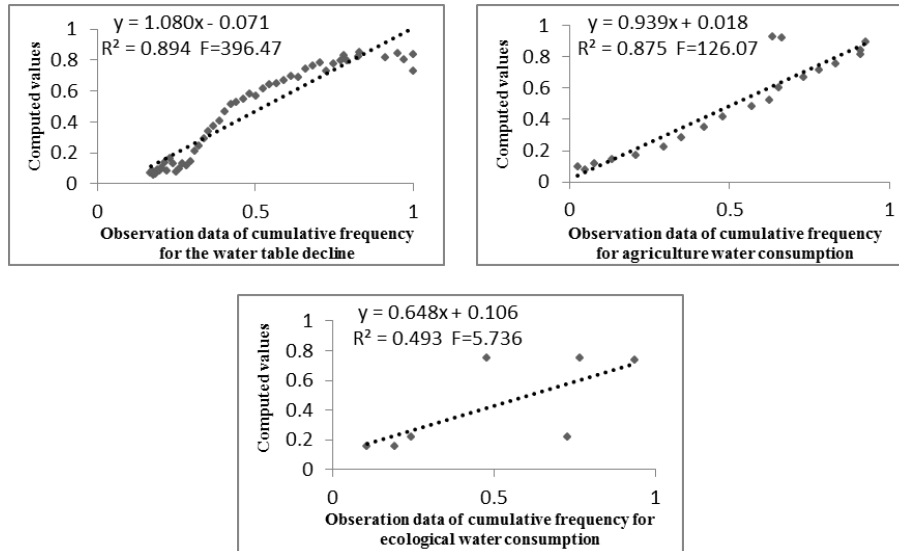 y = 1.080x - 0.071
R² = 0.894 F=396.47
Computed values
1
0.8
0.6
0.4
0.2
0
0
0.5
1
Observation data of cumulative frequency
for the water table decline
y = 0.939x + 0.018
R² = 0.875 F=126.07
Computed values
1
0.8
0.6
0.4
0.2
0
0
0.5
1
Observation data of cumulative frequency
for agriculture water consumption
y = 0.648x + 0.106
R² = 0.493 F=5.736
Computed values
1
0.8
0.6
0.4
0.2
0
0
0.5
1
Obseration data of cumulative frequency for
ecological water consumption